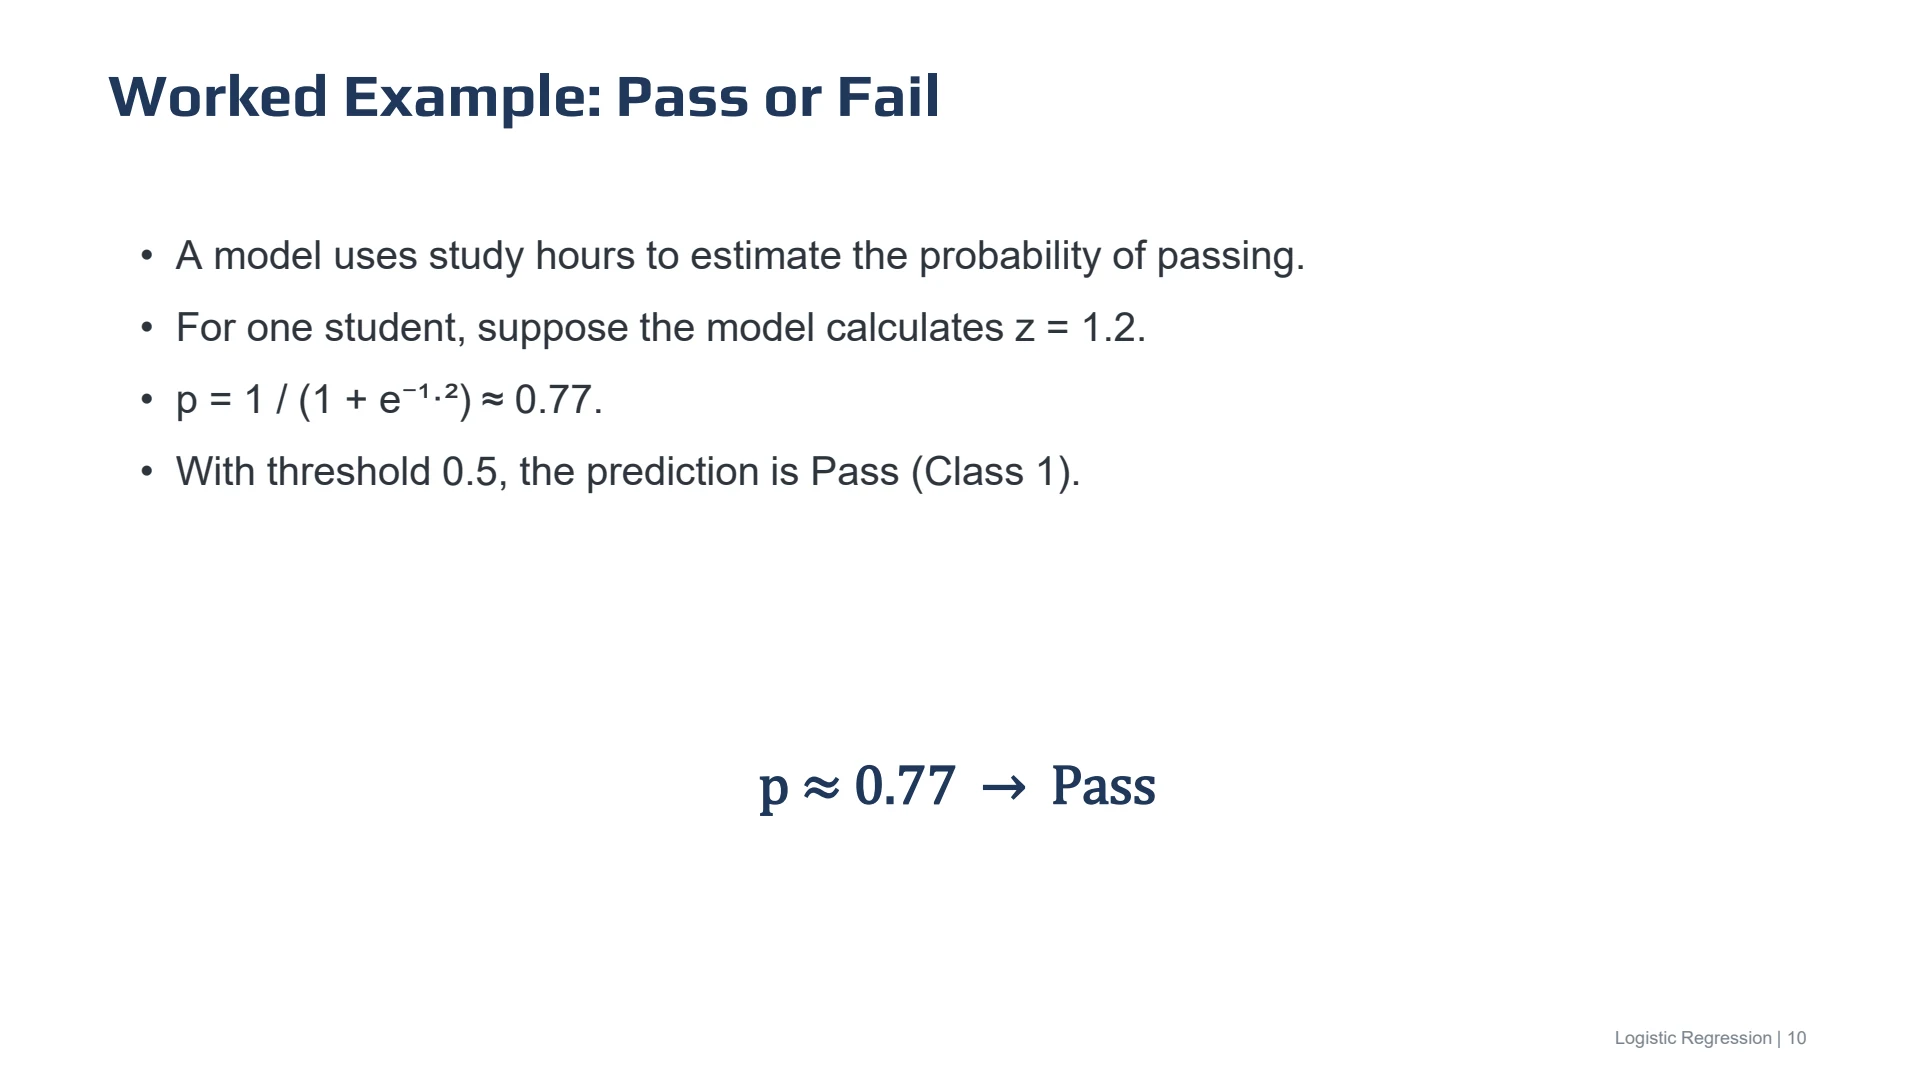 Worked Example: Pass or Fail
• A model uses study hours to estimate the probability of passing.
• For one student, suppose the model calculates z = 1.2.
• p = 1 / (1 + e⁻¹·²) ≈ 0.77.
• With threshold 0.5, the prediction is Pass (Class 1).
p ≈ 0.77 → Pass
Logistic Regression | 10